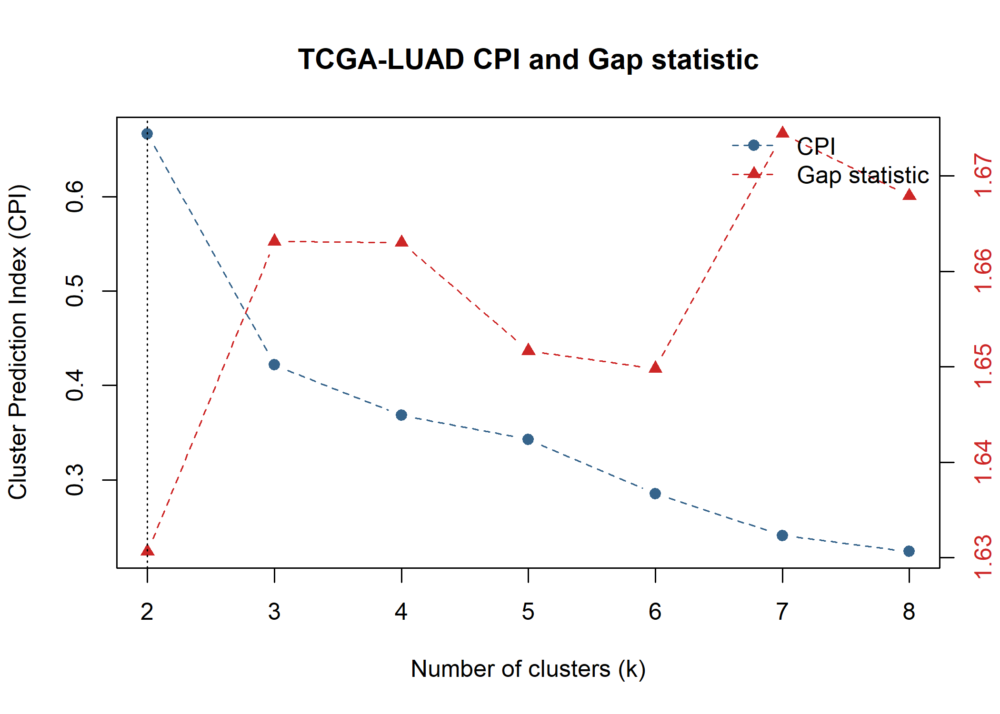 TCGA-LUAD CPI and Gap statistic
CPI
Gap statistic
Cluster Prediction Index (CPI)
0.6
0.5
0.4
0.3
1.67
1.66
1.65
1.64
1.63
2 3 4 5 6 7 8
Number of clusters (k)